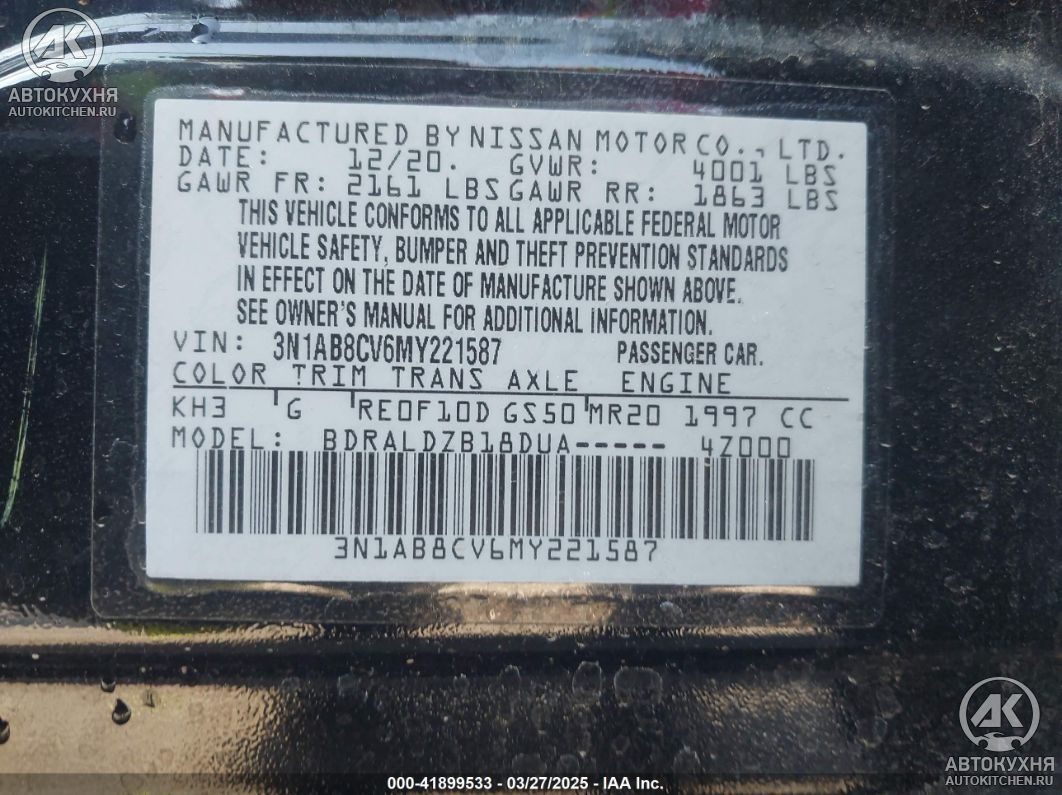 АК
АВТОКУХНЯ
AUTOKITCHEN.RU
MANUFACTURED BY NISSAN MOTOR CO., LTD.
DATE: 12/20. GVWR: 4001 LBS
GAWR FR: 2161 LBS GAWR RR: 1863 LBS
THIS VEHICLE CONFORMS TO ALL APPLICABLE FEDERAL MOTOR
VEHICLE SAFETY, BUMPER AND THEFT PREVENTION STANDARDS
IN EFFECT ON THE DATE OF MANUFACTURE SHOWN ABOVE.
SEE OWNER'S MANUAL FOR ADDITIONAL INFORMATION.
VIN: 3N1AB8CV6MY221587 PASSENGER CAR.
COLOR TRIM TRANS AXLE ENGINE
KH3 G RE0F10D GS50 MR20 1997 CC
MODEL: BDRALDZB18DUA----- 4Z000
3N1AB8CV6MY221587
АК
АВТОКУХНЯ
AUTOKITCHEN.RU
000-41899533 - 03/27/2025 - IAA Inc.